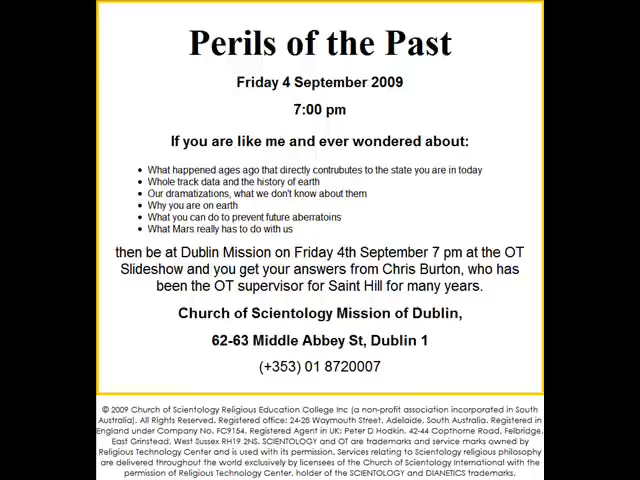 Perils of the Past
Friday 4 September 2009
7:00 pm
If you are like me and ever wondered about:
• What happened ages ago that directly contrubutes to the state you are in today
• Whole track data and the history of earth
• Our dramatizations, what we don't know about them
• Why you are on earth
• What you can do to prevent future aberratoins
• What Mars really has to do with us
then be at Dublin Mission on Friday 4th September 7 pm at the OT
Slideshow and you get your answers from Chris Burton, who has
been the OT supervisor for Saint Hill for many years.
Church of Scientology Mission of Dublin,
62-63 Middle Abbey St, Dublin 1
(+353) 01 8720007
© 2009 Church of Scientology Religious Education College Inc (a non-profit association incorporated in South
Australia). All Rights Reserved. Registered office: 24-28 Waymouth Street, Adelaide, South Australia. Registered in
England under Company No. FC9154. Registered Agent in UK: Peter D Hodkin, 42-44 Copthorne Road, Felbridge,
East Grinstead, West Sussex RH19 2NS. SCIENTOLOGY and OT are trademarks and service marks owned by
Religious Technology Center and is used with its permission. Services relating to Scientology religious philosophy
are delivered throughout the world exclusively by licensees of the Church of Scientology International with the
permission of Religious Technology Center, holder of the SCIENTOLOGY and DIANETICS trademarks.